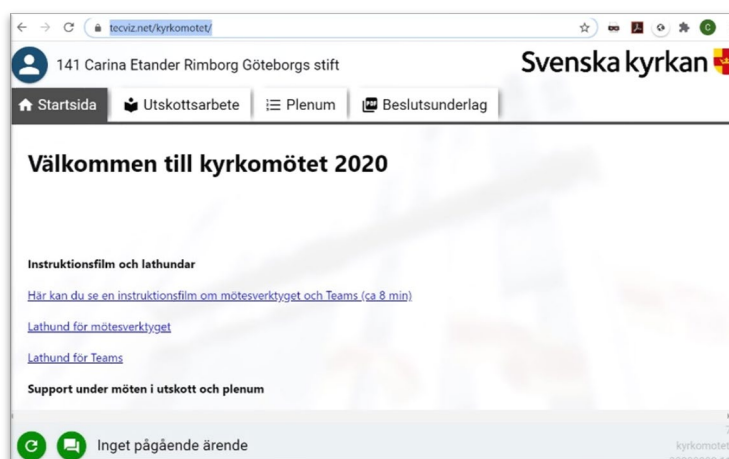 tecviz.net/kyrkomotet/
C
141 Carina Etander Rimborg Göteborgs stift
Svenska kyrkan
Startsida
Utskottsarbete
Plenum
PDF Beslutsunderlag
Välkommen till kyrkomötet 2020
Instruktionsfilm och lathundar
Här kan du se en instruktionsfilm om mötesverktyget och Teams (ca 8 min)
Lathund för mötesverktyget
Lathund för Teams
Support under möten i utskott och plenum
Inget pågående ärende
kyrkomotet